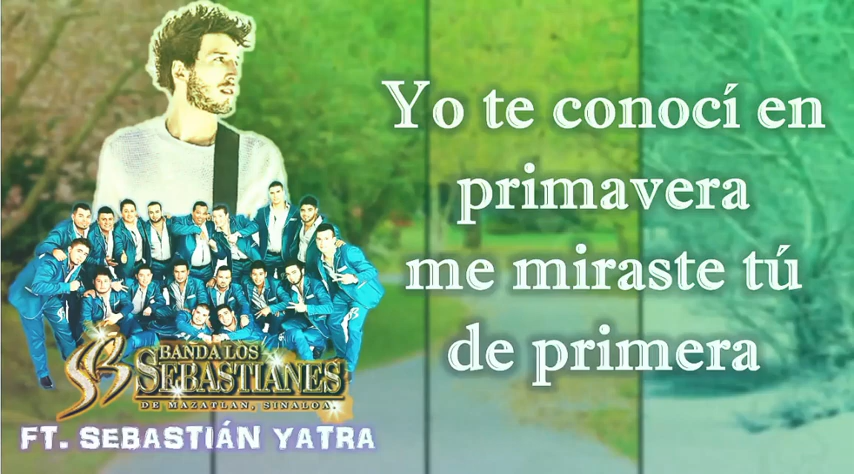 Yo te conocí en
primavera
me miraste tú
de primera
SB
BANDA LOS
SEBASTIANES
DE MAZATLAN, SINALOA.
FT. SEBASTIÁN YATRA